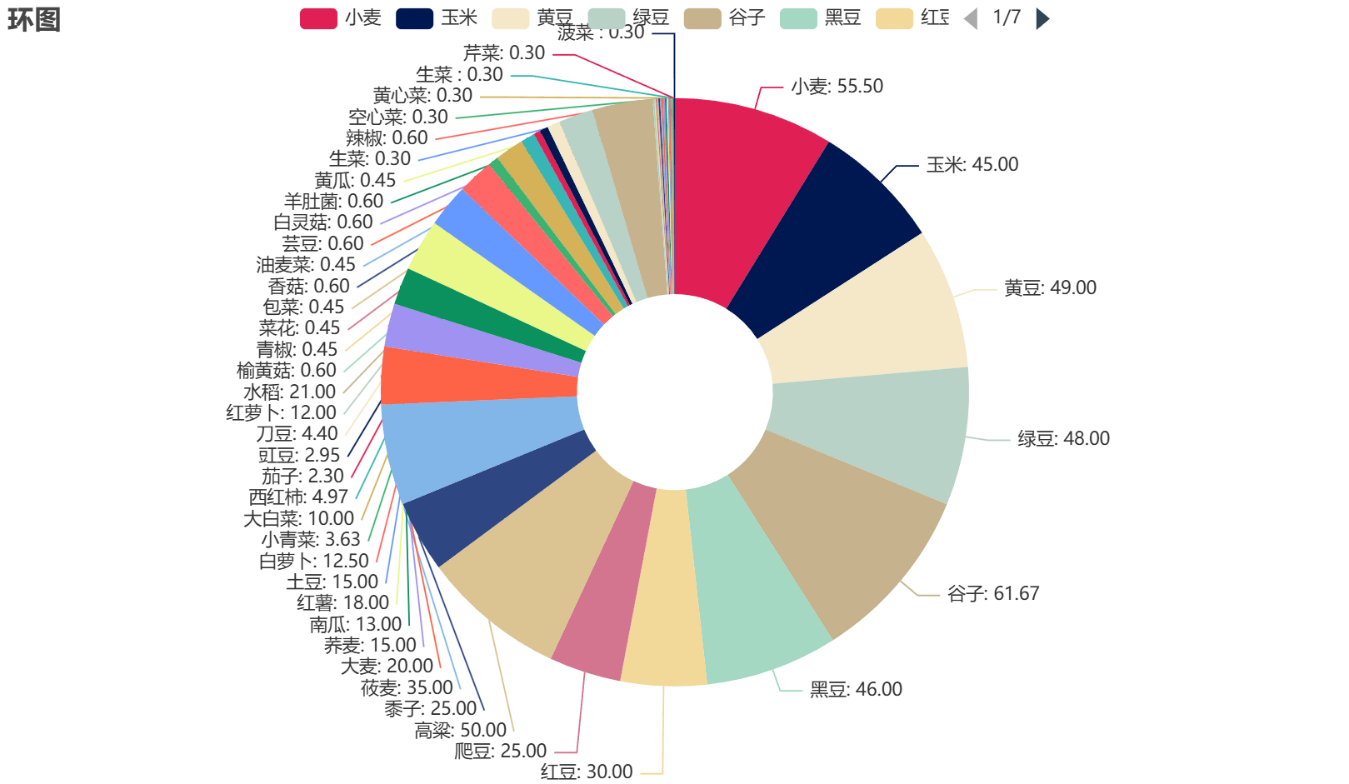 环图
小麦 玉米 黄豆 绿豆 谷子 黑豆 红豆 1/7
菠菜 : 0.30
芹菜: 0.30
生菜 : 0.30
黄心菜: 0.30
空心菜: 0.30
辣椒: 0.60
生菜: 0.30
黄瓜: 0.45
羊肚菌: 0.60
白灵菇: 0.60
芸豆: 0.60
油麦菜: 0.45
香菇: 0.60
包菜: 0.45
菜花: 0.45
青椒: 0.45
榆黄菇: 0.60
水稻: 21.00
红萝卜: 12.00
刀豆: 4.40
豇豆: 2.95
茄子: 2.30
西红柿: 4.97
大白菜: 10.00
小青菜: 3.63
白萝卜: 12.50
土豆: 15.00
红薯: 18.00
南瓜: 13.00
荞麦: 15.00
大麦: 20.00
莜麦: 35.00
黍子: 25.00
高粱: 50.00
爬豆: 25.00
红豆: 30.00
小麦: 55.50
玉米: 45.00
黄豆: 49.00
绿豆: 48.00
谷子: 61.67
黑豆: 46.00